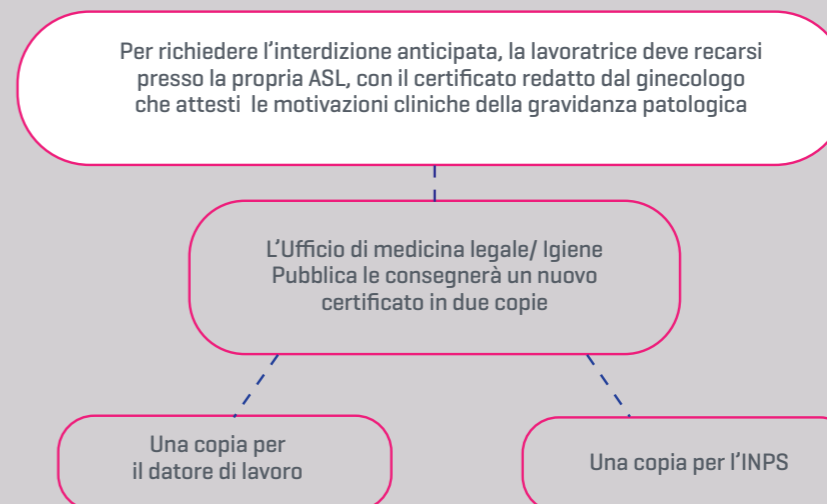 Per richiedere l'interdizione anticipata, la lavoratrice deve recarsi
presso la propria ASL, con il certificato redatto dal ginecologo
che attesti le motivazioni cliniche della gravidanza patologica
L'Ufficio di medicina legale/ Igiene
Pubblica le consegnerà un nuovo
certificato in due copie
Una copia per
il datore di lavoro
Una copia per l'INPS